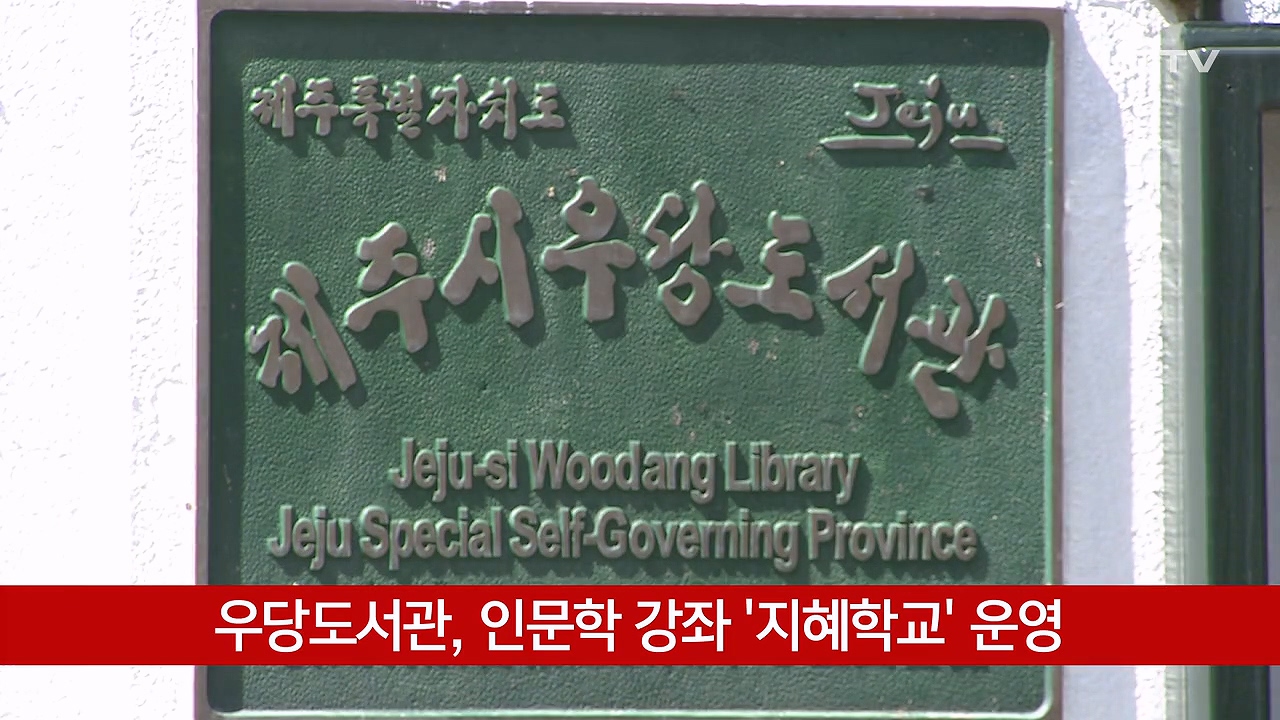 TV
제주특별자치도
Jeju
제주시우당도서관
Jeju-si Woodang Library
Jeju Special Self-Governing Province
우당도서관, 인문학 강좌 '지혜학교' 운영